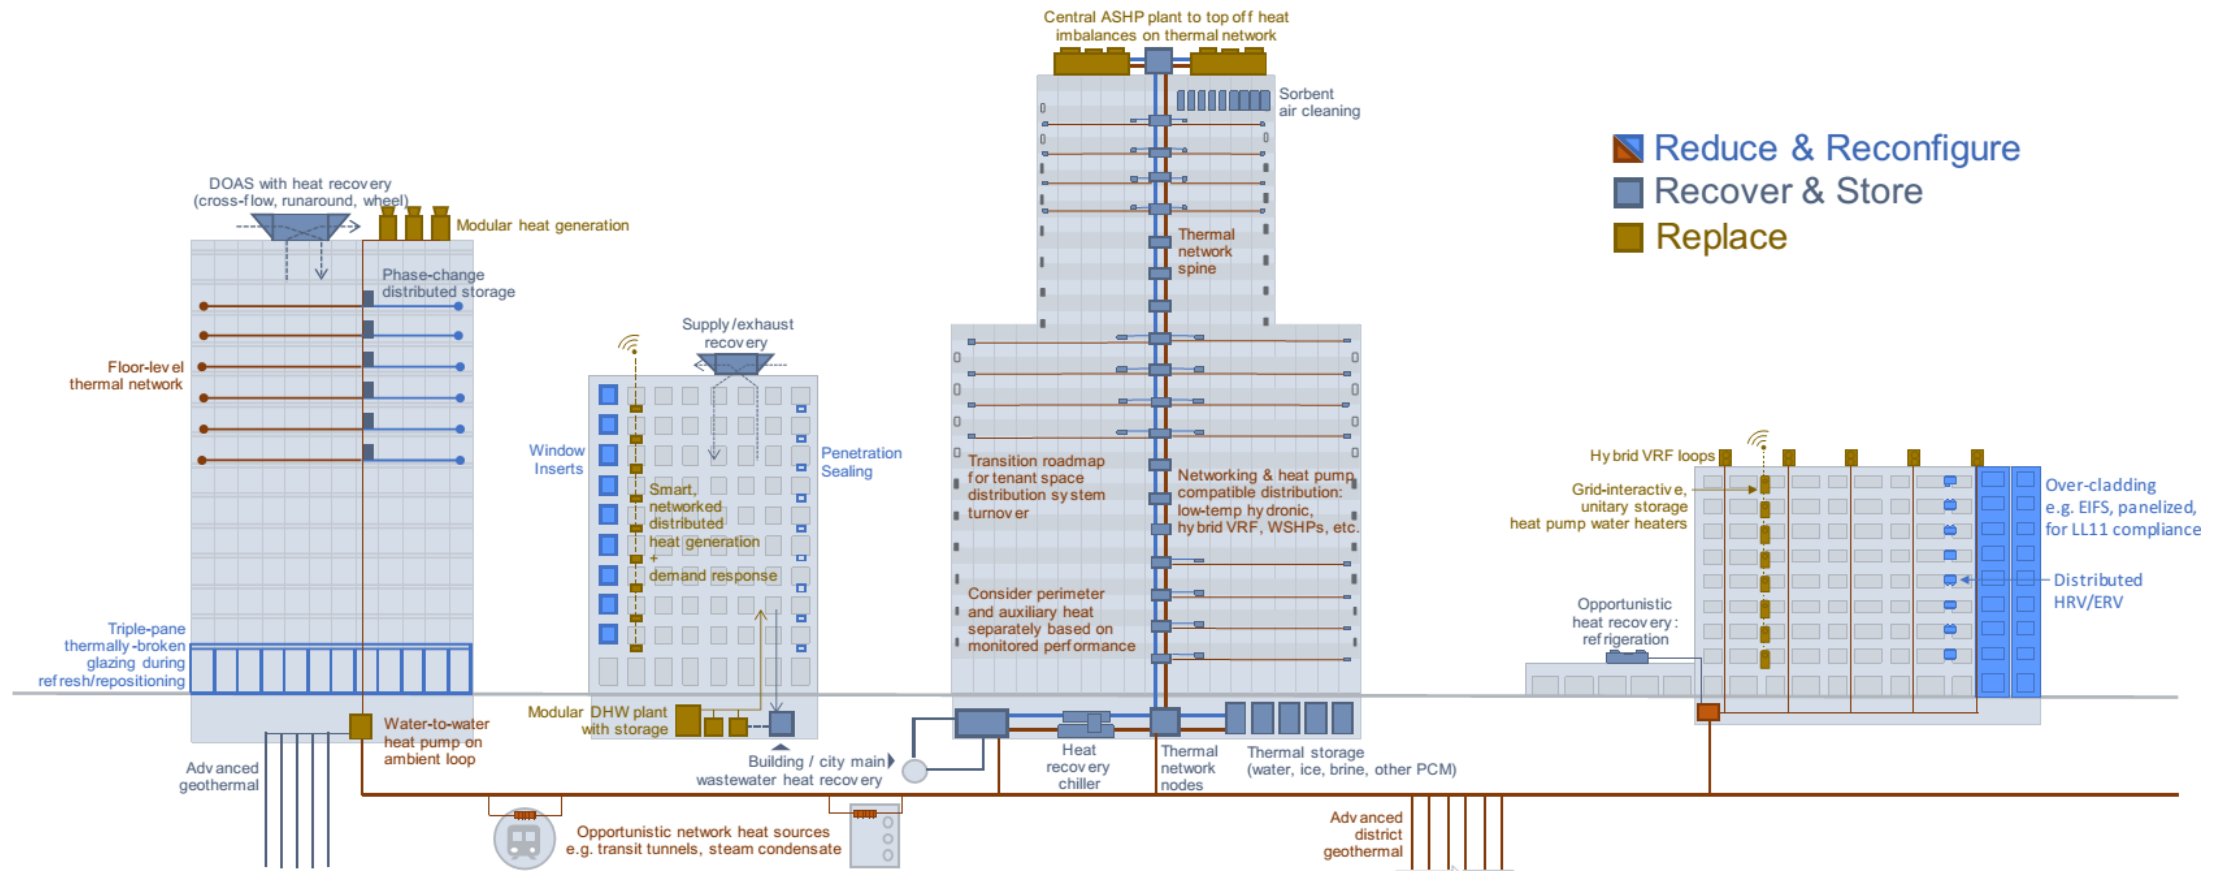 Central ASHP plant to top off heat
imbalances on thermal network
Sorbent
air cleaning
Reduce & Reconfigure
Recover & Store
Replace
DOAS with heat recovery
(cross-flow, runaround, wheel)
Modular heat generation
Phase-change
distributed storage
Floor-level
thermal network
Triple-pane
thermally-broken
glazing during
refresh/repositioning
Water-to-water
heat pump on
ambient loop
Advanced
geothermal
Supply/exhaust
recovery
Window
Inserts
Penetration
Sealing
Smart,
networked
distributed
heat generation
+
demand response
Modular DHW plant
with storage
Building / city main
wastewater heat recovery
Opportunistic network heat sources
e.g. transit tunnels, steam condensate
Thermal
network
spine
Transition roadmap
for tenant space
distribution system
turnover
Networking & heat pump
compatible distribution:
low-temp hydronic,
hybrid VRF, WSHPs, etc.
Consider perimeter
and auxiliary heat
separately based on
monitored performance
Heat
recovery
chiller
Thermal
network
nodes
Thermal storage
(water, ice, brine, other PCM)
Advanced
district
geothermal
Hybrid VRF loops
Grid-interactive,
unitary storage
heat pump water heaters
Opportunistic
heat recovery:
refrigeration
Over-cladding
e.g. EIFS, panelized,
for LL11 compliance
Distributed
HRV/ERV